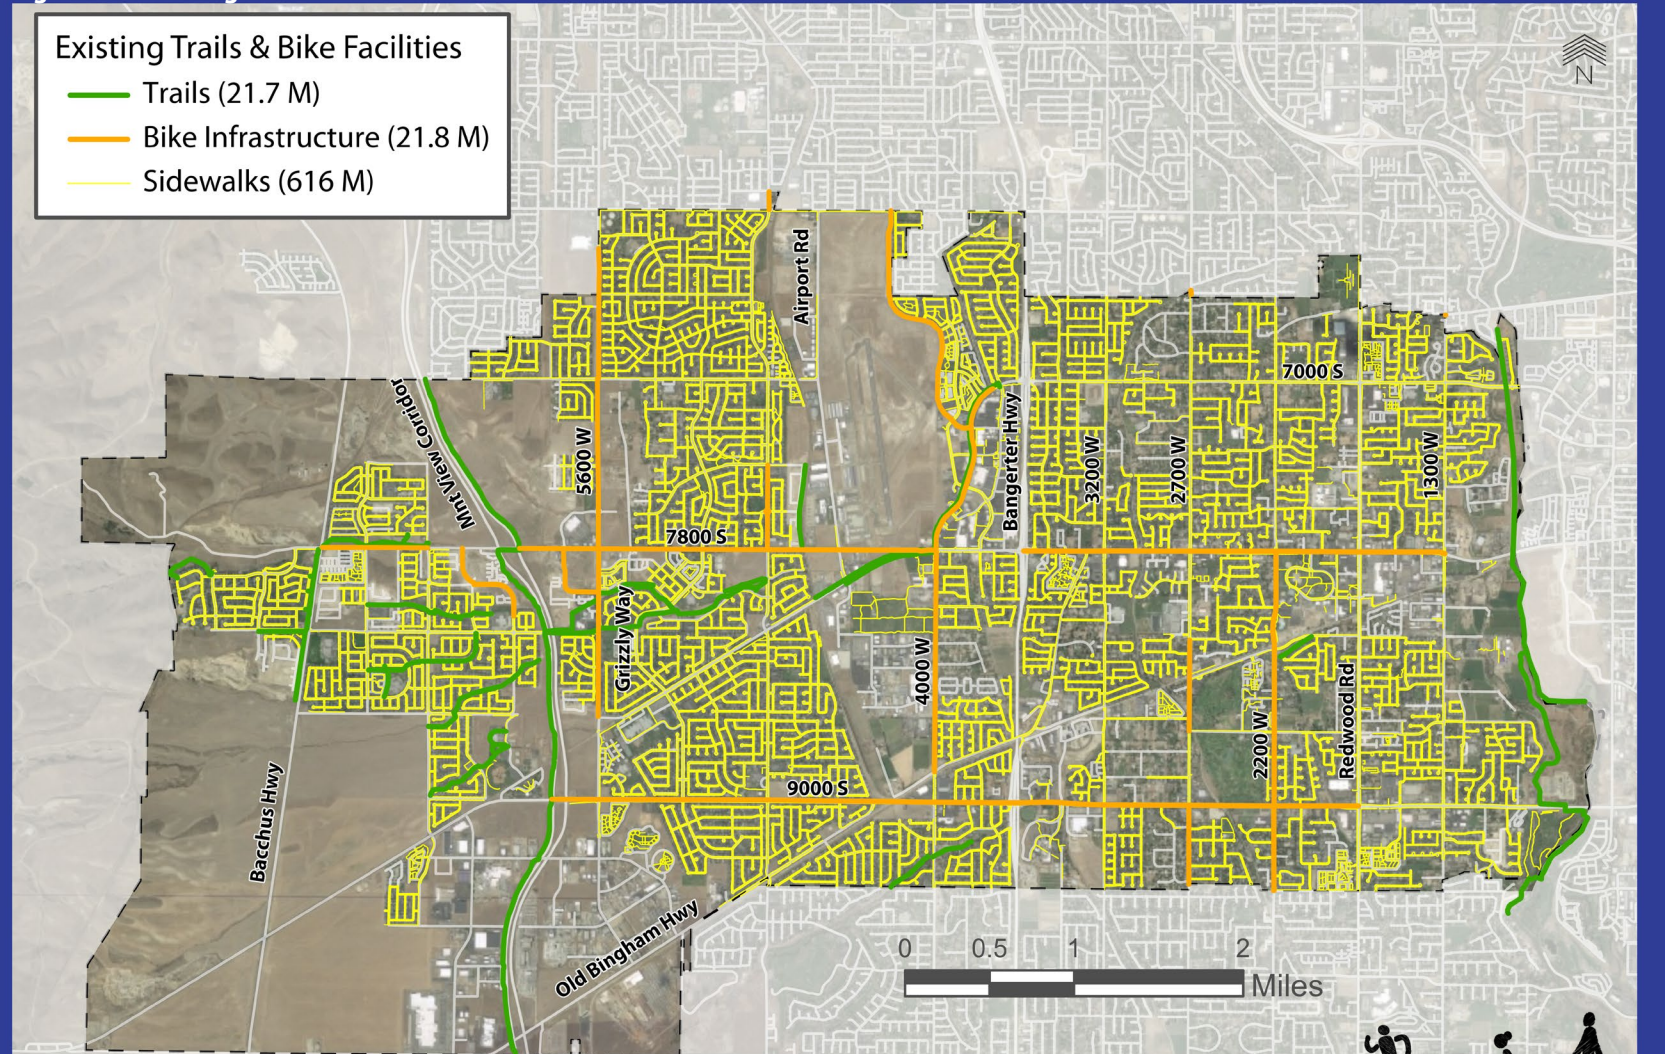 Existing Trails & Bike Facilities
Trails (21.7 M)
Bike Infrastructure (21.8 M)
Sidewalks (616 M)
N
Airport Rd
Mnt View Corridor
5600 W
7000 S
Bangerter Hwy
3200 W
2700 W
1300 W
7800 S
Grizzly Way
4000 W
2200 W
Redwood Rd
Bacchus Hwy
9000 S
Old Bingham Hwy
0 0.5 1 2
Miles